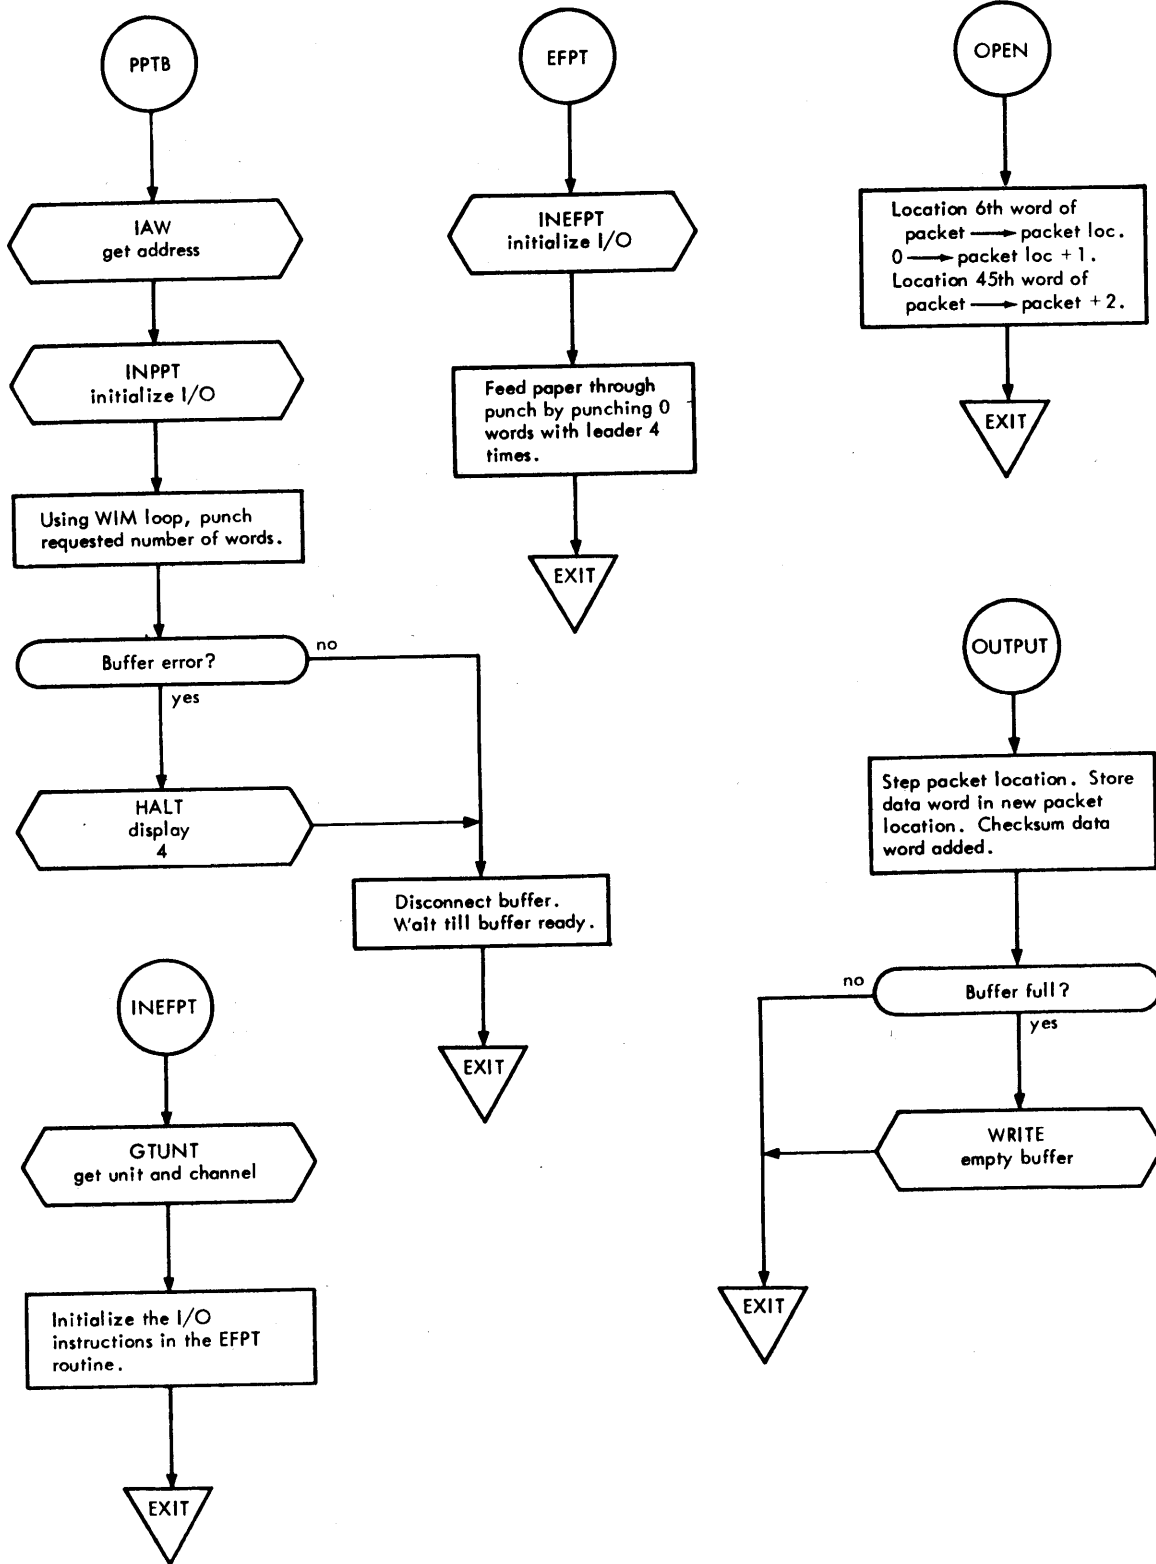 PPTB
IAW
get address
INPPT
initialize I/O
Using WIM loop, punch
requested number of words.
Buffer error?
no
yes
HALT
display
4
Disconnect buffer.
Wait till buffer ready.
EXIT
INEFPT
GTUNT
get unit and channel
Initialize the I/O
instructions in the EFPT
routine.
EXIT
EFPT
INEFPT
initialize I/O
Feed paper through
punch by punching 0
words with leader 4
times.
EXIT
OPEN
Location 6th word of
packet → packet loc.
0 → packet loc + 1.
Location 45th word of
packet → packet + 2.
EXIT
OUTPUT
Step packet location. Store
data word in new packet
location. Checksum data
word added.
Buffer full?
no
yes
WRITE
empty buffer
EXIT